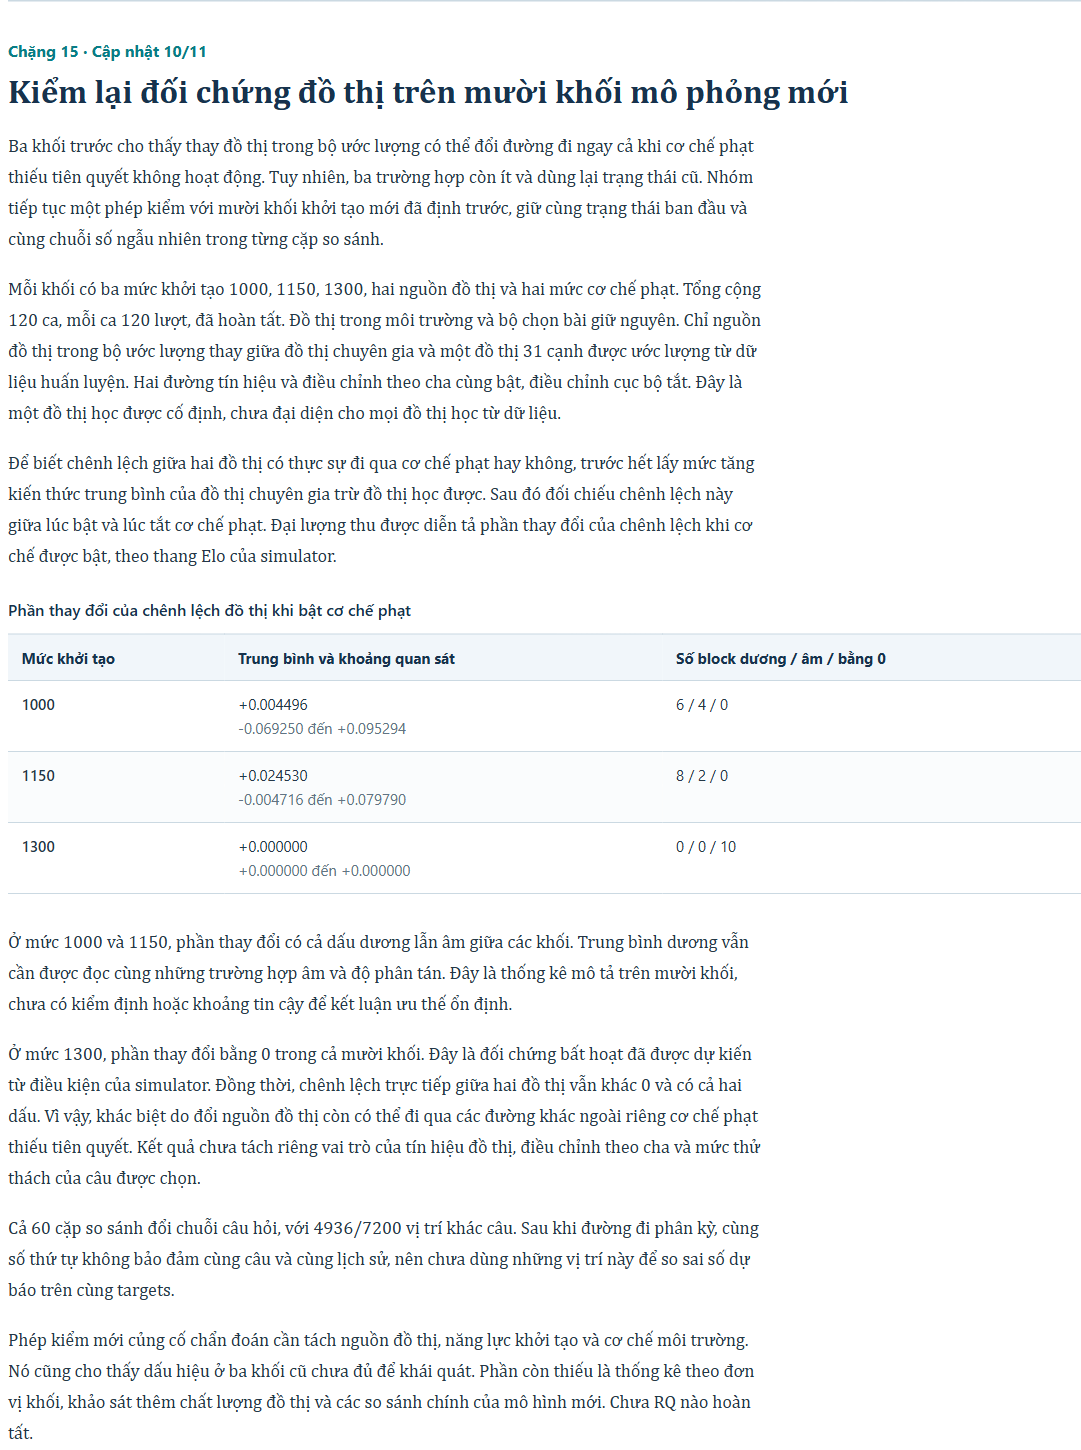 Chặng 15 · Cập nhật 10/11
Kiểm lại đối chứng đồ thị trên mười khối mô phỏng mới
Ba khối trước cho thấy thay đồ thị trong bộ ước lượng có thể đổi đường đi ngay cả khi cơ chế phạt
thiếu tiên quyết không hoạt động. Tuy nhiên, ba trường hợp còn ít và dùng lại trạng thái cũ. Nhóm
tiếp tục một phép kiểm với mười khối khởi tạo mới đã định trước, giữ cùng trạng thái ban đầu và
cùng chuỗi số ngẫu nhiên trong từng cặp so sánh.
Mỗi khối có ba mức khởi tạo 1000, 1150, 1300, hai nguồn đồ thị và hai mức cơ chế phạt. Tổng cộng
120 ca, mỗi ca 120 lượt, đã hoàn tất. Đồ thị trong môi trường và bộ chọn bài giữ nguyên. Chỉ nguồn
đồ thị trong bộ ước lượng thay giữa đồ thị chuyên gia và một đồ thị 31 cạnh được ước lượng từ dữ
liệu huấn luyện. Hai đường tín hiệu và điều chỉnh theo cha cùng bật, điều chỉnh cục bộ tắt. Đây là
một đồ thị học được cố định, chưa đại diện cho mọi đồ thị học từ dữ liệu.
Để biết chênh lệch giữa hai đồ thị có thực sự đi qua cơ chế phạt hay không, trước hết lấy mức tăng
kiến thức trung bình của đồ thị chuyên gia trừ đồ thị học được. Sau đó đối chiếu chênh lệch này
giữa lúc bật và lúc tắt cơ chế phạt. Đại lượng thu được diễn tả phần thay đổi của chênh lệch khi cơ
chế được bật, theo thang Elo của simulator.
Phần thay đổi của chênh lệch đồ thị khi bật cơ chế phạt
Mức khởi tạo
Trung bình và khoảng quan sát
Số block dương / âm / bằng 0
1000
+0.004496
-0.069250 đến +0.095294
6 / 4 / 0
1150
+0.024530
-0.004716 đến +0.079790
8 / 2 / 0
1300
+0.000000
+0.000000 đến +0.000000
0 / 0 / 10
Ở mức 1000 và 1150, phần thay đổi có cả dấu dương lẫn âm giữa các khối. Trung bình dương vẫn
cần được đọc cùng những trường hợp âm và độ phân tán. Đây là thống kê mô tả trên mười khối,
chưa có kiểm định hoặc khoảng tin cậy để kết luận ưu thế ổn định.
Ở mức 1300, phần thay đổi bằng 0 trong cả mười khối. Đây là đối chứng bất hoạt đã được dự kiến
từ điều kiện của simulator. Đồng thời, chênh lệch trực tiếp giữa hai đồ thị vẫn khác 0 và có cả hai
dấu. Vì vậy, khác biệt do đổi nguồn đồ thị còn có thể đi qua các đường khác ngoài riêng cơ chế phạt
thiếu tiên quyết. Kết quả chưa tách riêng vai trò của tín hiệu đồ thị, điều chỉnh theo cha và mức thử
thách của câu được chọn.
Cả 60 cặp so sánh đổi chuỗi câu hỏi, với 4936/7200 vị trí khác câu. Sau khi đường đi phân kỳ, cùng
số thứ tự không bảo đảm cùng câu và cùng lịch sử, nên chưa dùng những vị trí này để so sai số dự
báo trên cùng targets.
Phép kiểm mới củng cố chẩn đoán cần tách nguồn đồ thị, năng lực khởi tạo và cơ chế môi trường.
Nó cũng cho thấy dấu hiệu ở ba khối cũ chưa đủ để khái quát. Phần còn thiếu là thống kê theo đơn
vị khối, khảo sát thêm chất lượng đồ thị và các so sánh chính của mô hình mới. Chưa RQ nào hoàn
tất.